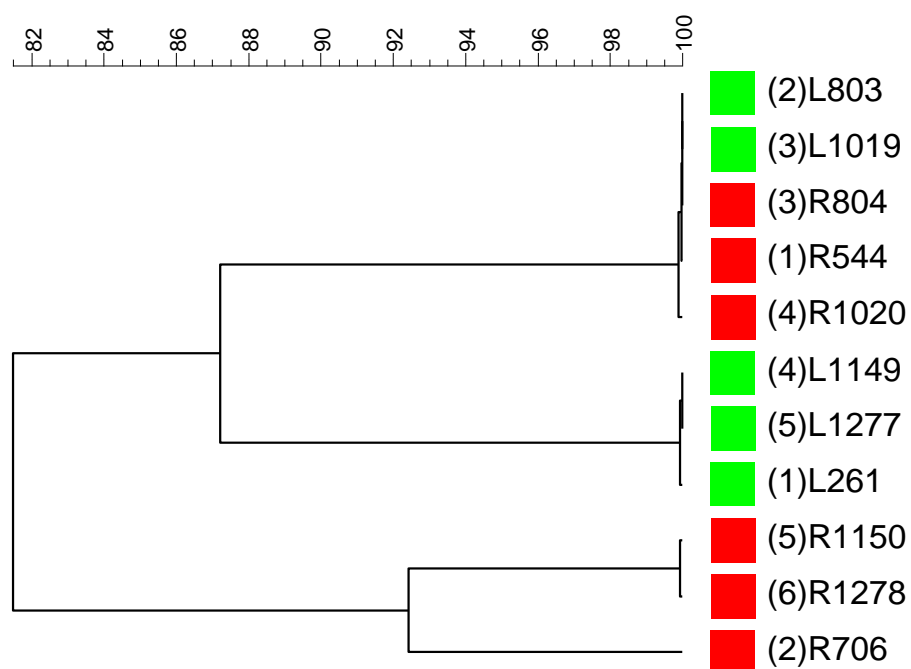 82 84 86 88 90 92 94 96 98 100
(2)L803
(3)L1019
(3)R804
(1)R544
(4)R1020
(4)L1149
(5)L1277
(1)L261
(5)R1150
(6)R1278
(2)R706